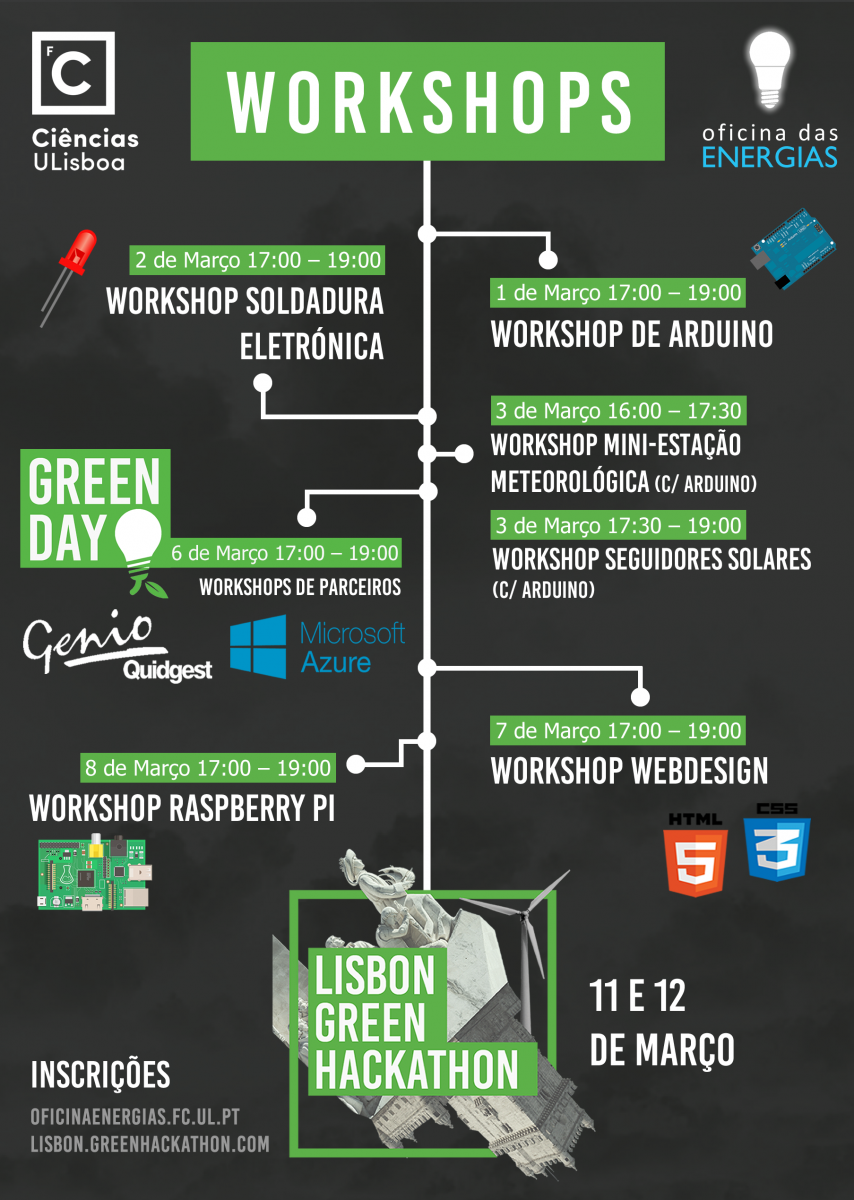 F
C
Ciências
ULisboa
WORKSHOPS
oficina das
ENERGIAS
1 de Março 17:00 – 19:00
WORKSHOP DE ARDUINO
2 de Março 17:00 – 19:00
WORKSHOP SOLDADURA
ELETRÓNICA
3 de Março 16:00 – 17:30
WORKSHOP MINI-ESTAÇÃO
METEOROLÓGICA (C/ ARDUINO)
3 de Março 17:30 – 19:00
WORKSHOP SEGUIDORES SOLARES
(C/ ARDUINO)
GREEN
DAY
6 de Março 17:00 – 19:00
WORKSHOPS DE PARCEIROS
Genio
Quidgest
Microsoft
Azure
7 de Março 17:00 – 19:00
WORKSHOP WEBDESIGN
HTML
5
CSS
3
8 de Março 17:00 – 19:00
WORKSHOP RASPBERRY PI
LISBON
GREEN
HACKATHON
11 E 12
DE MARÇO
INSCRIÇÕES
OFICINAENERGIAS.FC.UL.PT
LISBON.GREENHACKATHON.COM